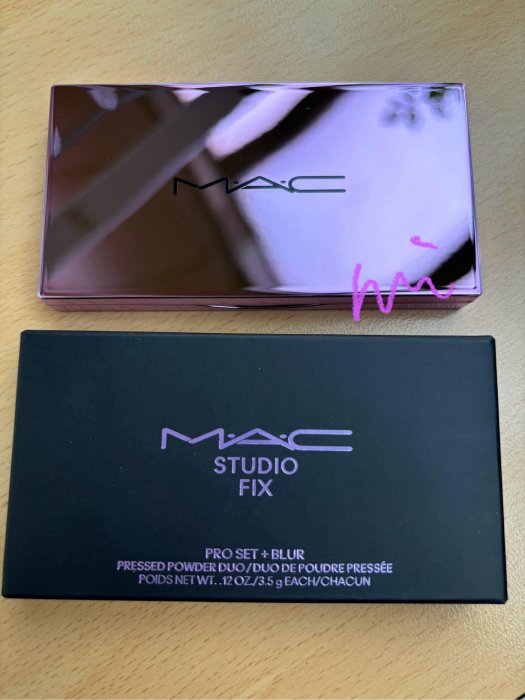 M·A·C
M·A·C
STUDIO
FIX
PRO SET + BLUR
PRESSED POWDER DUO/DUO DE POUDRE PRESSÉE
POIDS NET WT. .12 OZ./3.5 g EACH/CHACUN